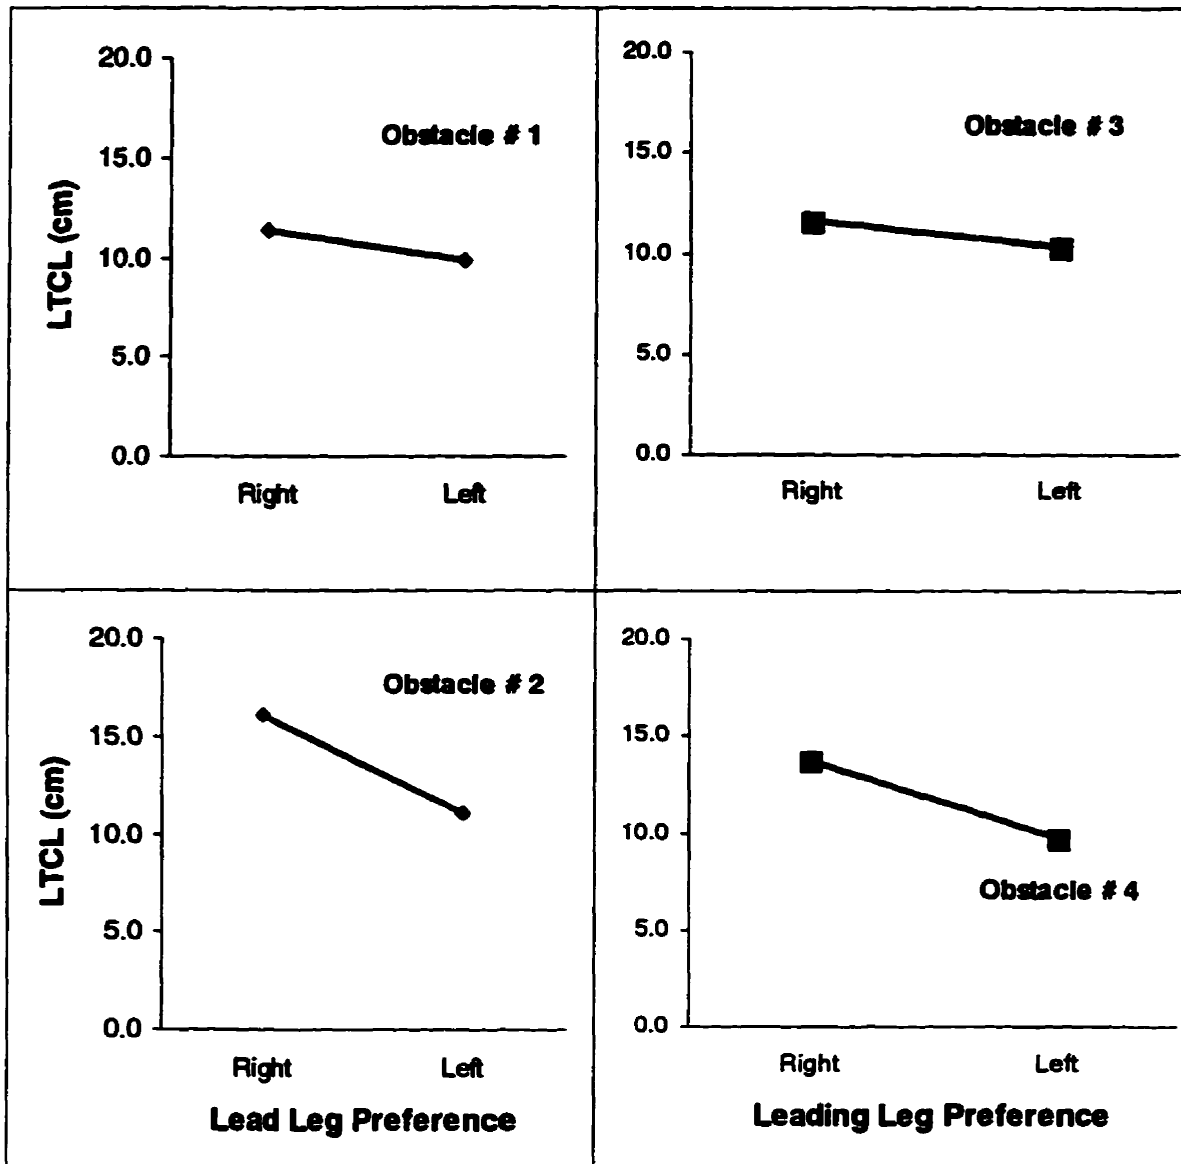 20.0
Obstacle # 1
15.0
LTCL (cm)
10.0
5.0
0.0
Right Left
20.0
Obstacle # 3
15.0
10.0
5.0
0.0
Right Left
20.0
Obstacle # 2
15.0
LTCL (cm)
10.0
5.0
0.0
Right Left
Lead Leg Preference
20.0
15.0
10.0
Obstacle # 4
5.0
0.0
Right Left
Leading Leg Preference